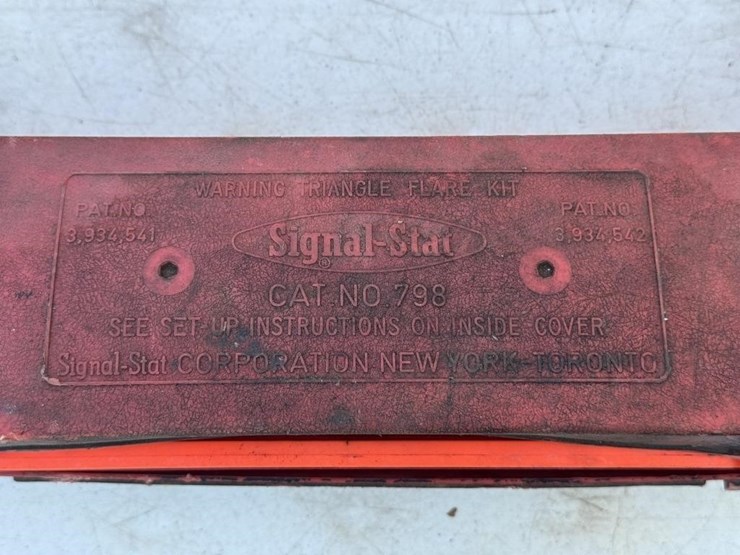 WARNING TRIANGLE FLARE KIT
PAT.NO. PAT.NO.
3,934,541 3,934,542
Signal-Stat
®
CAT.NO.798
SEE SET-UP INSTRUCTIONS ON INSIDE COVER
Signal-Stat CORPORATION NEW YORK-TORONTO